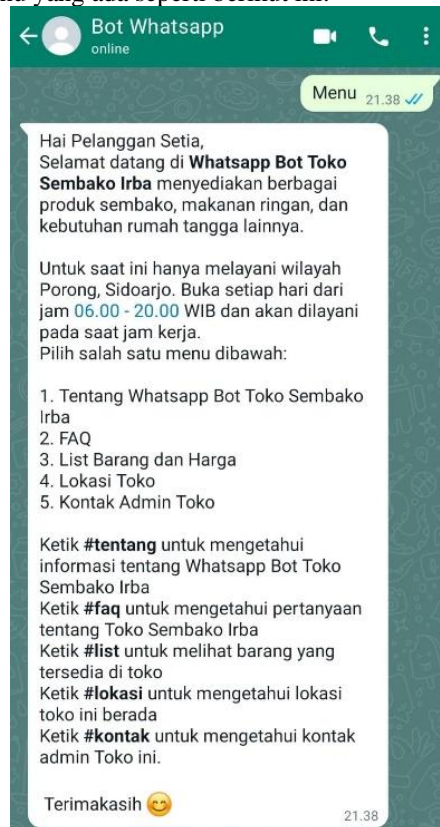 Bot Whatsapp
online
Menu 21.38
Hai Pelanggan Setia,
Selamat datang di Whatsapp Bot Toko
Sembako Irba menyediakan berbagai
produk sembako, makanan ringan, dan
kebutuhan rumah tangga lainnya.
Untuk saat ini hanya melayani wilayah
Porong, Sidoarjo. Buka setiap hari dari
jam 06.00 - 20.00 WIB dan akan dilayani
pada saat jam kerja.
Pilih salah satu menu dibawah:
1. Tentang Whatsapp Bot Toko Sembako
Irba
2. FAQ
3. List Barang dan Harga
4. Lokasi Toko
5. Kontak Admin Toko
Ketik #tentang untuk mengetahui
informasi tentang Whatsapp Bot Toko
Sembako Irba
Ketik #faq untuk mengetahui pertanyaan
tentang Toko Sembako Irba
Ketik #list untuk melihat barang yang
tersedia di toko
Ketik #lokasi untuk mengetahui lokasi
toko ini berada
Ketik #kontak untuk mengetahui kontak
admin Toko ini.
Terimakasih 😊
21.38